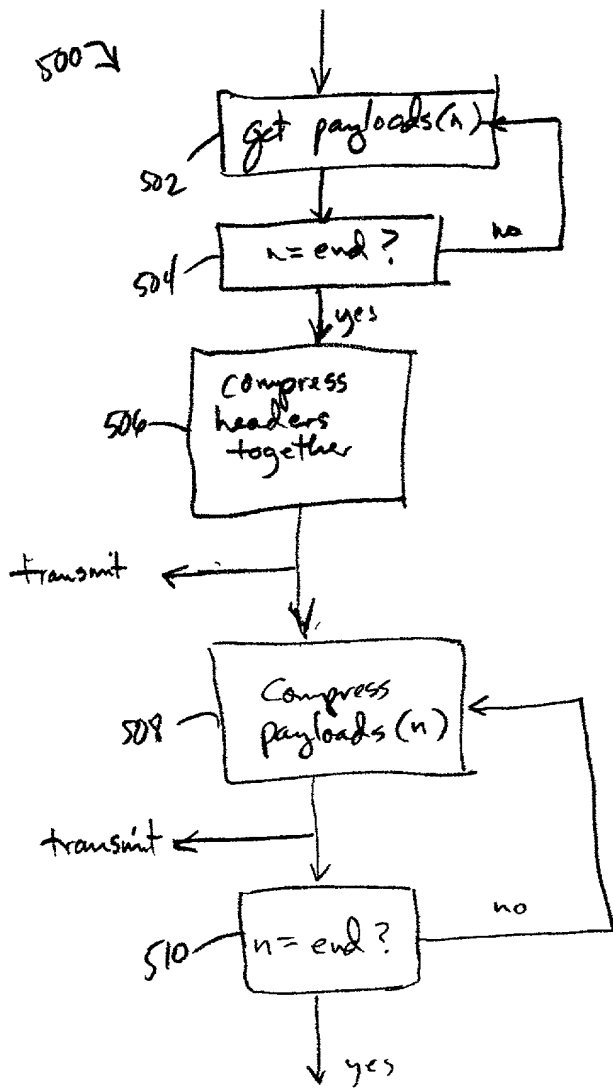 500
get payloads(n)
502
n = end ?
no
504
yes
compress
headers
together
506
transmit
Compress
payloads (n)
508
transmit
n = end ?
no
510
yes